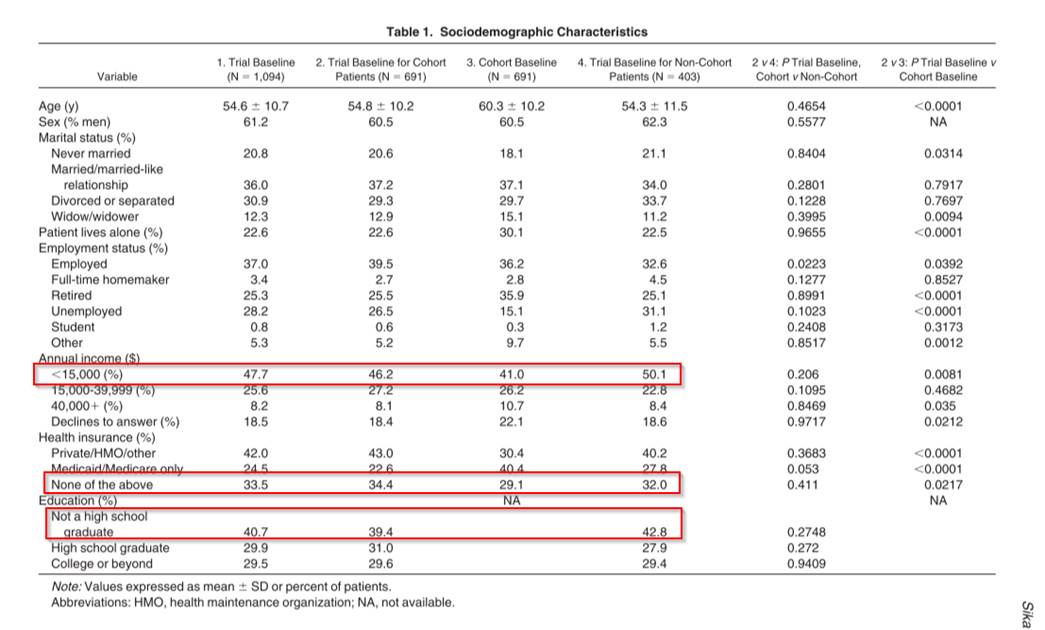 Table 1. Sociodemographic Characteristics
Variable 1. Trial Baseline (N = 1,094) 2. Trial Baseline for Cohort Patients (N = 691) 3. Cohort Baseline (N = 691) 4. Trial Baseline for Non-Cohort Patients (N = 403) 2 v 4: P Trial Baseline, Cohort v Non-Cohort 2 v 3: P Trial Baseline v Cohort Baseline
Age (y) 54.6 ± 10.7 54.8 ± 10.2 60.3 ± 10.2 54.3 ± 11.5 0.4654 <0.0001
Sex (% men) 61.2 60.5 60.5 62.3 0.5577 NA
Marital status (%)
Never married 20.8 20.6 18.1 21.1 0.8404 0.0314
Married/married-like
relationship 36.0 37.2 37.1 34.0 0.2801 0.7917
Divorced or separated 30.9 29.3 29.7 33.7 0.1228 0.7697
Widow/widower 12.3 12.9 15.1 11.2 0.3995 0.0094
Patient lives alone (%) 22.6 22.6 30.1 22.5 0.9655 <0.0001
Employment status (%)
Employed 37.0 39.5 36.2 32.6 0.0223 0.0392
Full-time homemaker 3.4 2.7 2.8 4.5 0.1277 0.8527
Retired 25.3 25.5 35.9 25.1 0.8991 <0.0001
Unemployed 28.2 26.5 15.1 31.1 0.1023 <0.0001
Student 0.8 0.6 0.3 1.2 0.2408 0.3173
Other 5.3 5.2 9.7 5.5 0.8517 0.0012
Annual income ($)
<15,000 (%) 47.7 46.2 41.0 50.1 0.206 0.0081
15,000-39,999 (%) 25.6 27.2 26.2 22.8 0.1095 0.4682
40,000+ (%) 8.2 8.1 10.7 8.4 0.8469 0.035
Declines to answer (%) 18.5 18.4 22.1 18.6 0.9717 0.0212
Health insurance (%)
Private/HMO/other 42.0 43.0 30.4 40.2 0.3683 <0.0001
Medicaid/Medicare only 24.5 22.6 40.4 27.8 0.053 <0.0001
None of the above 33.5 34.4 29.1 32.0 0.411 0.0217
Education (%) NA NA
Not a high school
graduate 40.7 39.4 42.8 0.2748
High school graduate 29.9 31.0 27.9 0.272
College or beyond 29.5 29.6 29.4 0.9409
Note: Values expressed as mean ± SD or percent of patients.
Abbreviations: HMO, health maintenance organization; NA, not available.
Sika